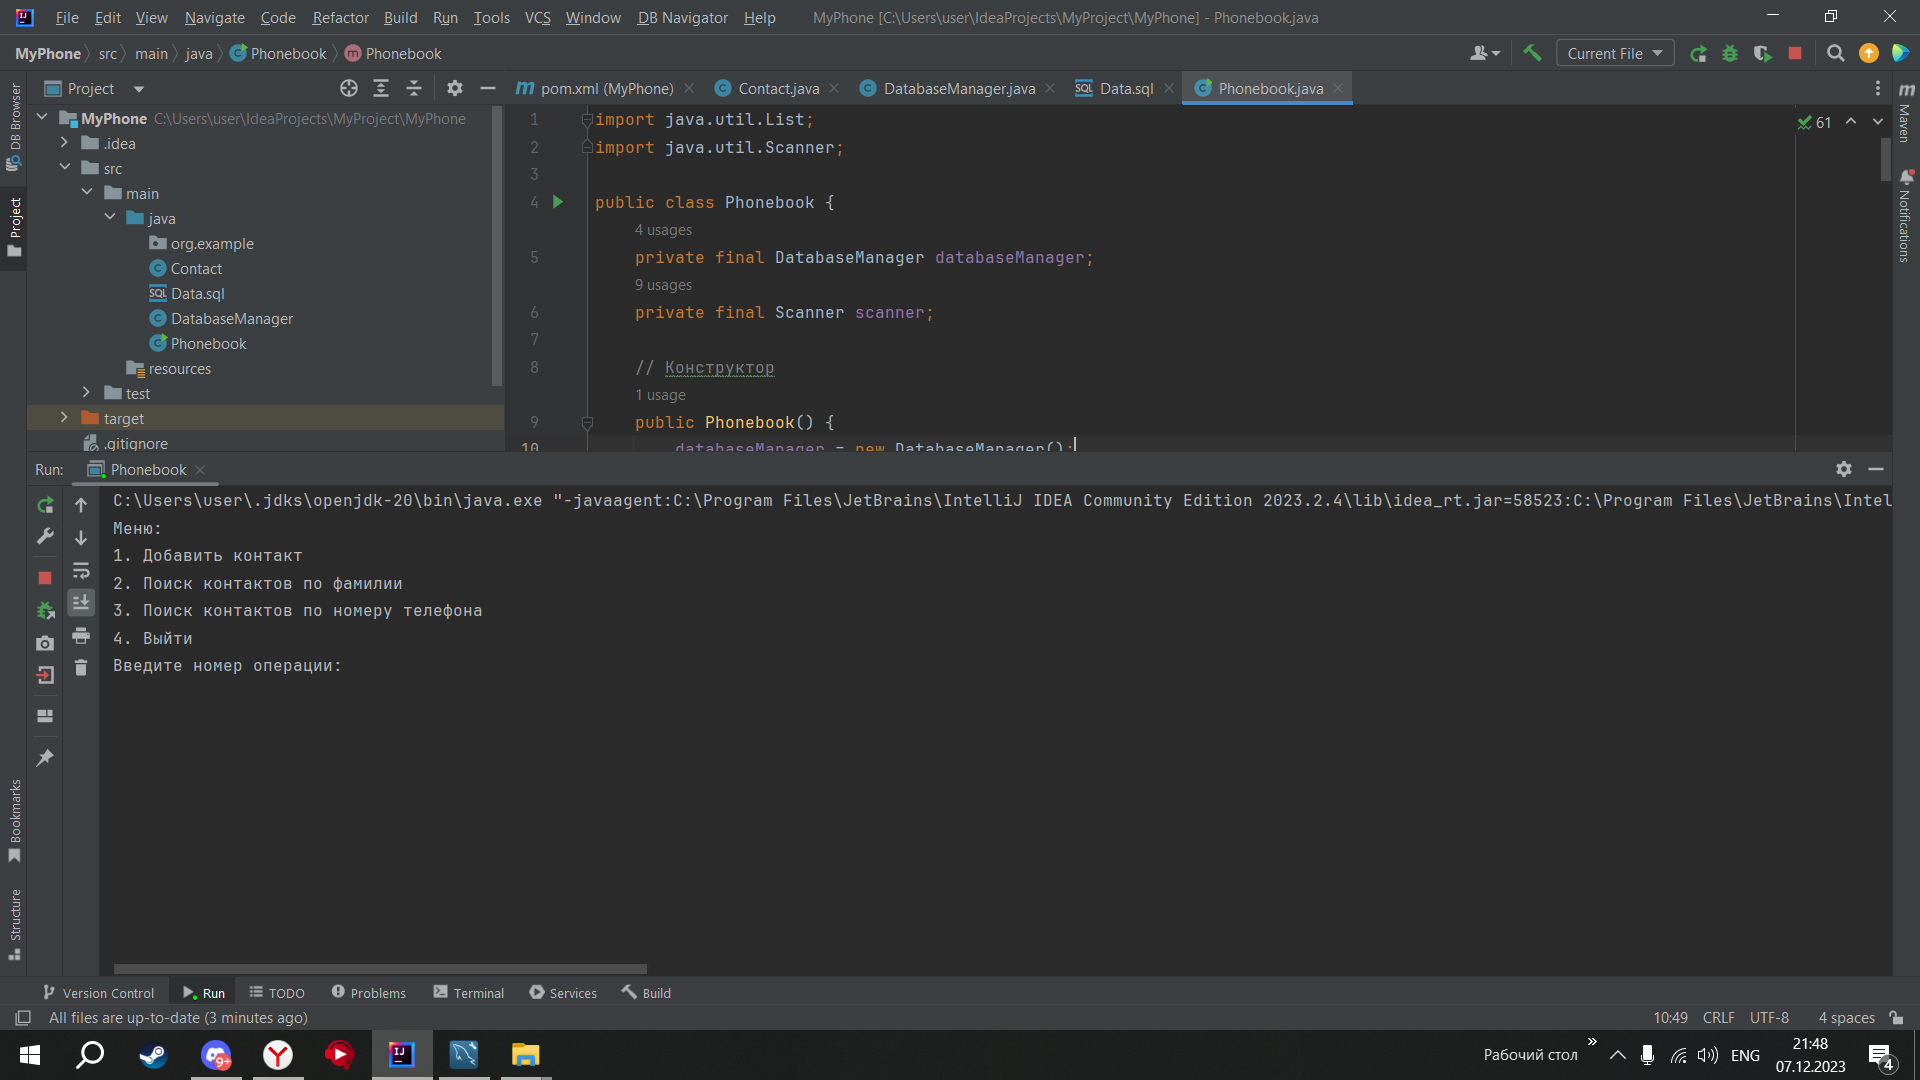 File Edit View Navigate Code Refactor Build Run Tools VCS Window DB Navigator Help MyPhone [C:\Users\user\IdeaProjects\MyProject\MyPhone] - Phonebook.java
MyPhone src main java Phonebook m Phonebook Current File
Project
pom.xml (MyPhone) Contact.java DatabaseManager.java Data.sql Phonebook.java
DB Browser
Project
MyPhone C:\Users\user\IdeaProjects\MyProject\MyPhone
.idea
src
main
java
org.example
Contact
Data.sql
DatabaseManager
Phonebook
resources
test
target
.gitignore
1 import java.util.List;
2 import java.util.Scanner;
3
4 public class Phonebook {
4 usages
5 private final DatabaseManager databaseManager;
9 usages
6 private final Scanner scanner;
7
8 // Конструктор
1 usage
9 public Phonebook() {
10 databaseManager = new DatabaseManager();
61
Maven
Notifications
Run: Phonebook
C:\Users\user\.jdks\openjdk-20\bin\java.exe "-javaagent:C:\Program Files\JetBrains\IntelliJ IDEA Community Edition 2023.2.4\lib\idea_rt.jar=58523:C:\Program Files\JetBrains\Intel
Меню:
1. Добавить контакт
2. Поиск контактов по фамилии
3. Поиск контактов по номеру телефона
4. Выйти
Введите номер операции:
Bookmarks
Structure
Version Control Run TODO Problems Terminal Services Build
All files are up-to-date (3 minutes ago) 10:49 CRLF UTF-8 4 spaces
9+ IJ Рабочий стол » ENG 21:48
07.12.2023 4